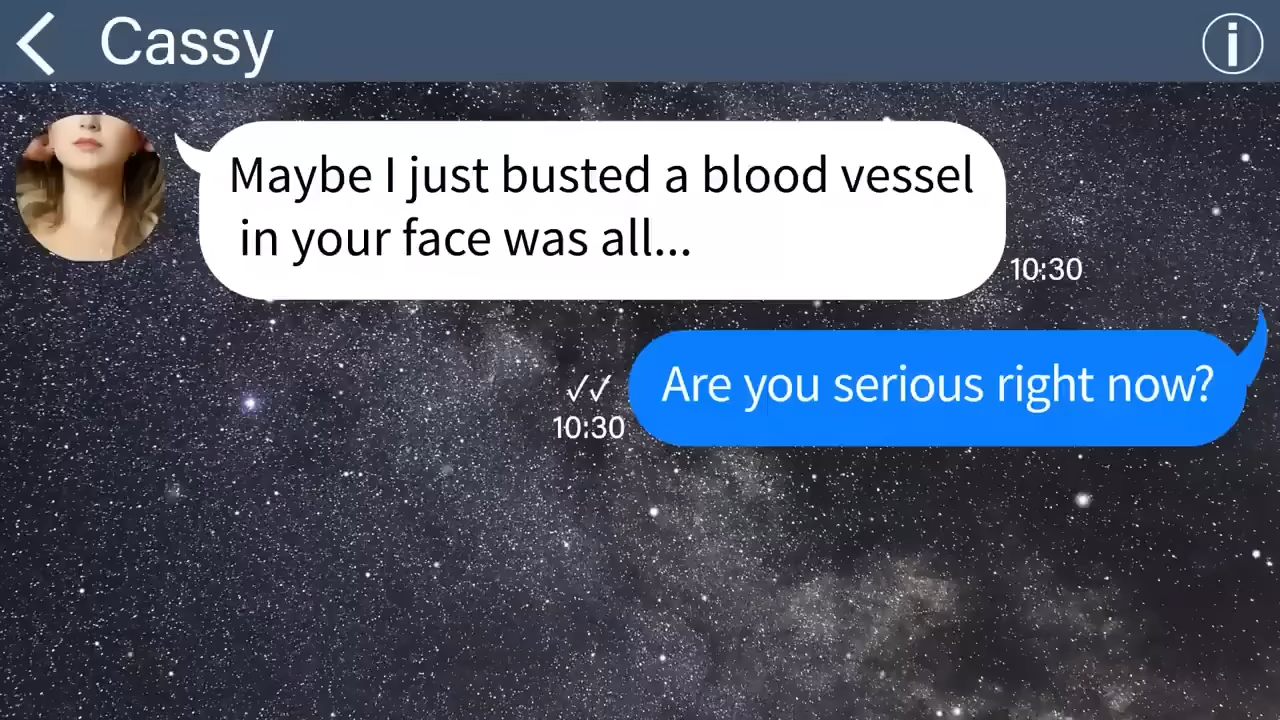 Cassy
Maybe I just busted a blood vessel
in your face was all...
10:30
Are you serious right now?
10:30